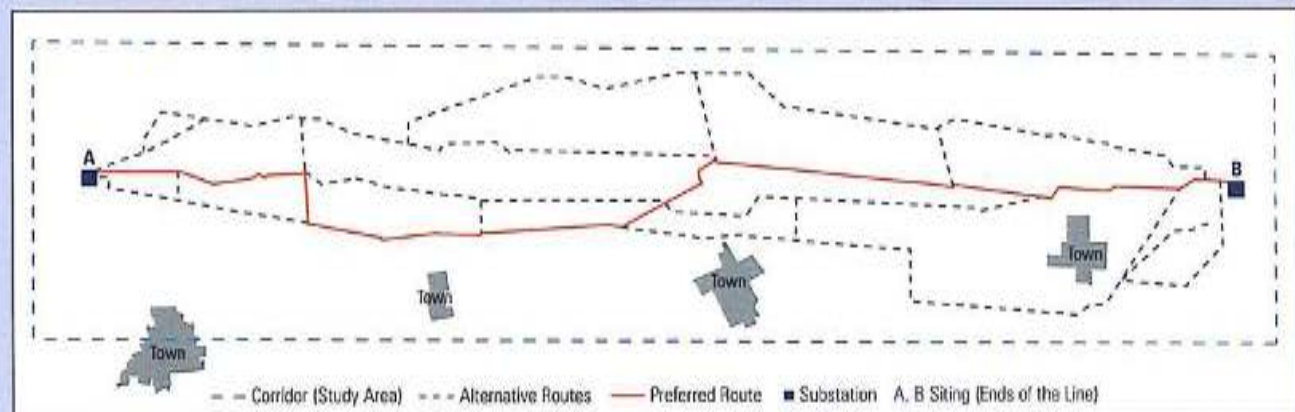 A
B
Town
Town
Town
Town
Corridor (Study Area) Alternative Routes Preferred Route Substation A, B Siting (Ends of the Line)